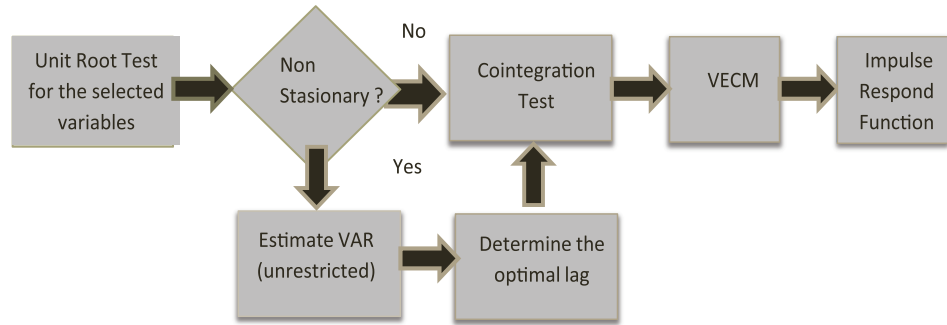 Unit Root Test
for the selected
variables
Non
Stasionary ?
No
Yes
Cointegration
Test
VECM
Impulse
Respond
Function
Estimate VAR
(unrestricted)
Determine the
optimal lag